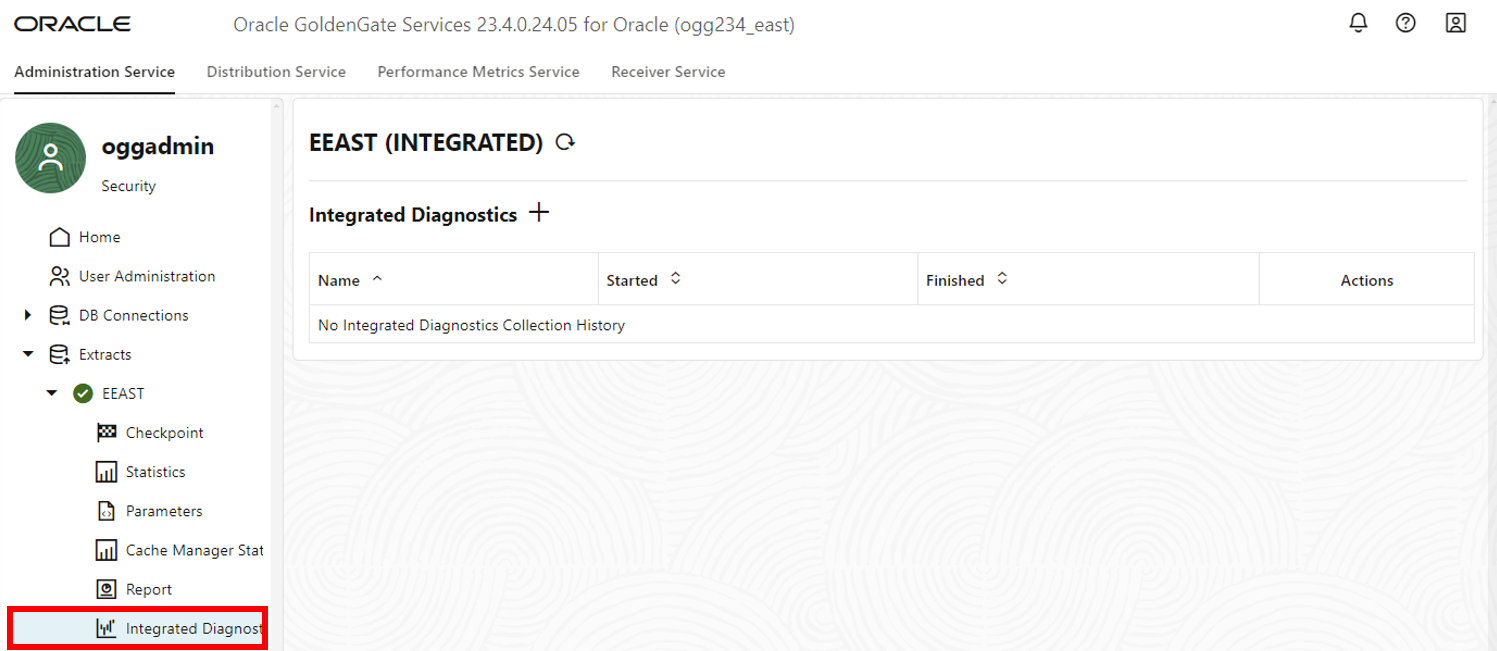 ORACLE Oracle GoldenGate Services 23.4.0.24.05 for Oracle (ogg234_east)
Administration Service Distribution Service Performance Metrics Service Receiver Service
oggadmin
Security
Home
User Administration
DB Connections
Extracts
EEAST
Checkpoint
Statistics
Parameters
Cache Manager Stat
Report
Integrated Diagnost
EEAST (INTEGRATED)
Integrated Diagnostics
Name Started Finished Actions
No Integrated Diagnostics Collection History